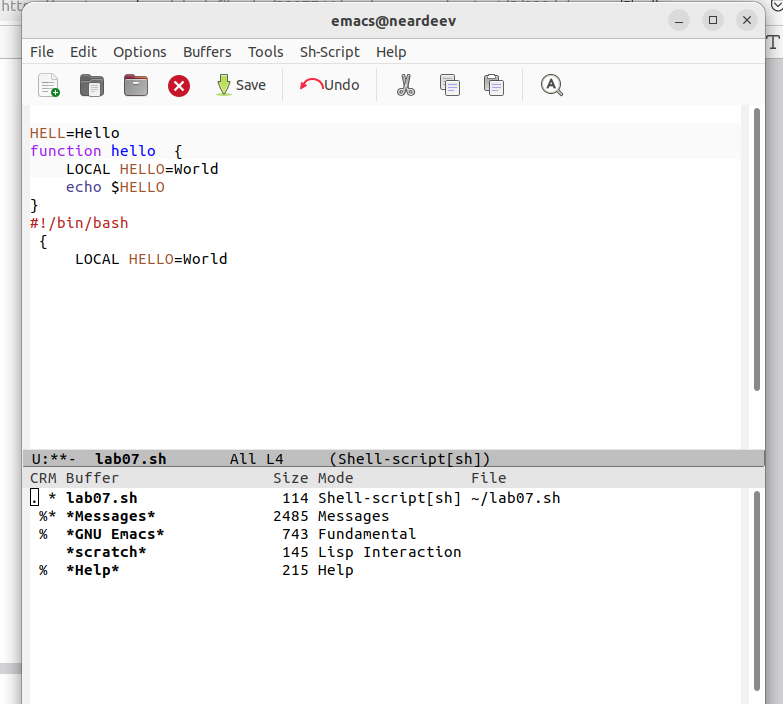 emacs@neardeev
File Edit Options Buffers Tools Sh-Script Help
Save Undo
HELL=Hello
function hello  {
    LOCAL HELLO=World
    echo $HELLO
}
#!/bin/bash
 {
     LOCAL HELLO=World
U:**-  lab07.sh       All L4     (Shell-script[sh])
CRM Buffer                 Size Mode             File
. * lab07.sh                114 Shell-script[sh] ~/lab07.sh
 %* *Messages*             2485 Messages
 %  *GNU Emacs*             743 Fundamental
    *scratch*               145 Lisp Interaction
 %  *Help*                  215 Help